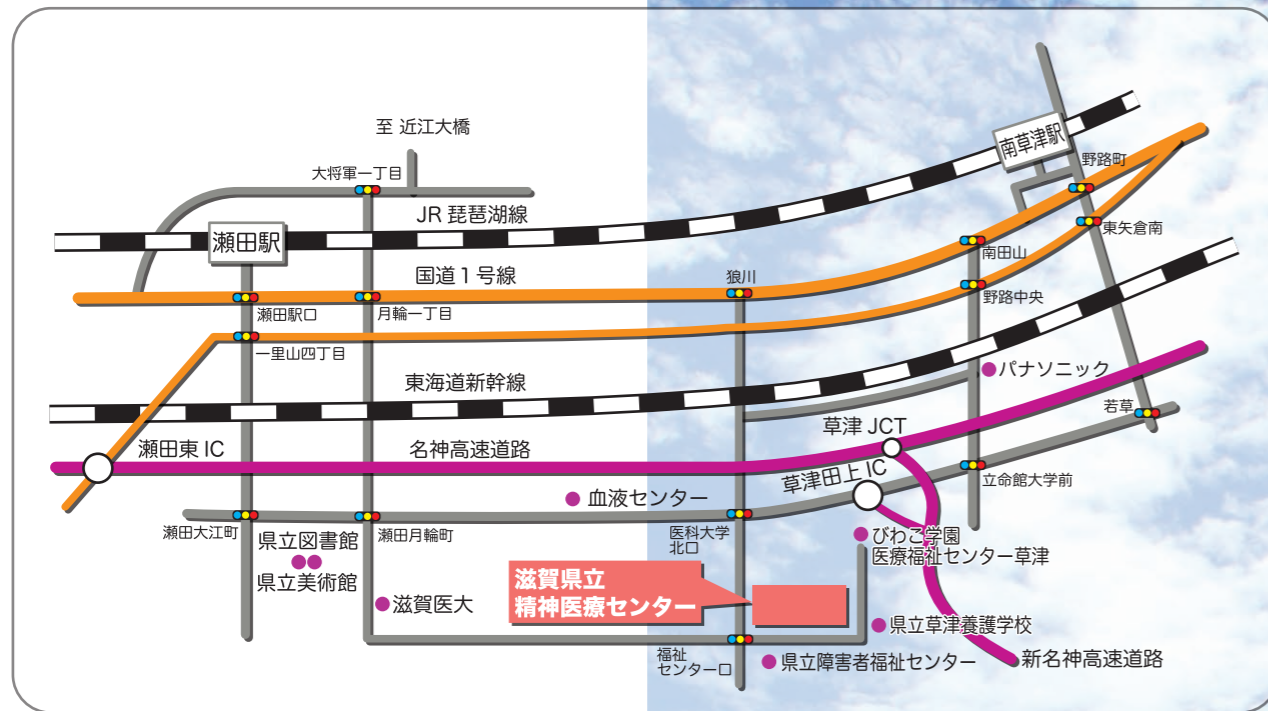 至 近江大橋
大将軍一丁目
南草津駅
野路町
JR 琵琶湖線
瀬田駅
東矢倉南
南田山
国道1号線
狼川
瀬田駅口
月輪一丁目
野路中央
一里山四丁目
東海道新幹線
パナソニック
若草
瀬田東 IC
名神高速道路
草津 JCT
草津田上 IC
立命館大学前
血液センター
瀬田大江町
県立図書館
県立美術館
瀬田月輪町
医科大学
北口
びわこ学園
医療福祉センター草津
滋賀県立
精神医療センター
滋賀医大
県立草津養護学校
福祉
センター口
県立障害者福祉センター
新名神高速道路